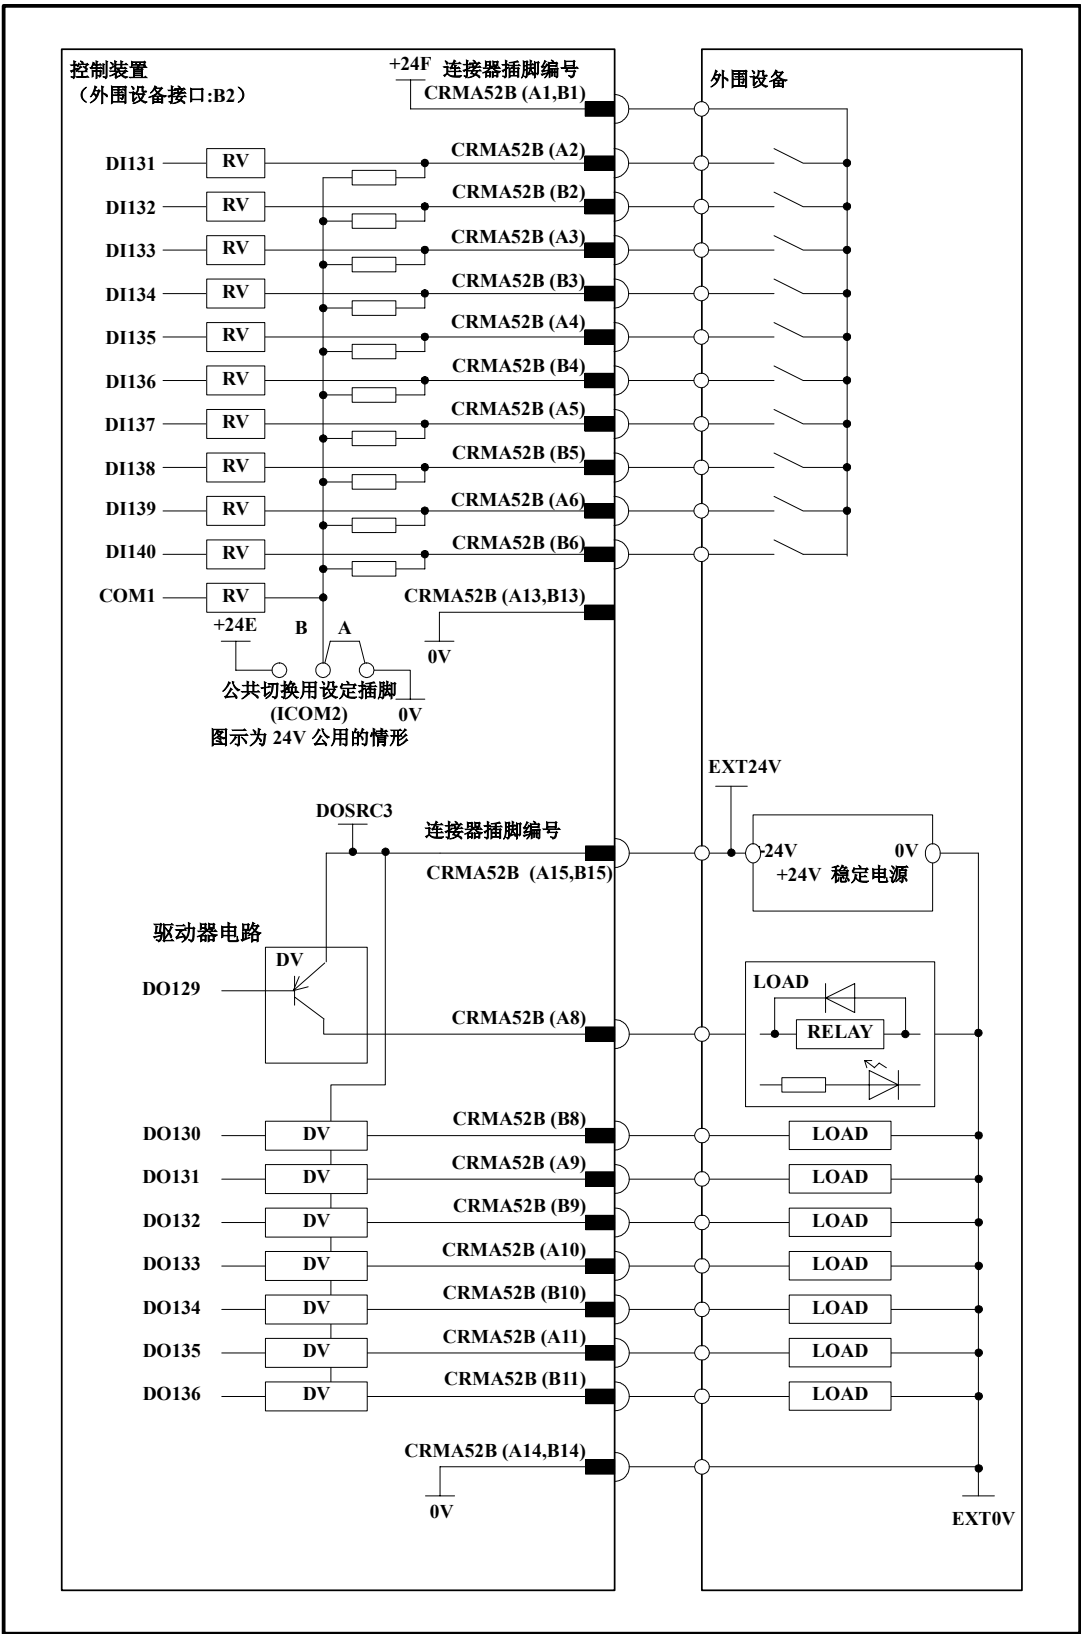 控制装置
（外围设备接口:B2）
+24F 连接器插脚编号
CRMA52B (A1,B1)
外围设备
DI131 RV CRMA52B (A2)
DI132 RV CRMA52B (B2)
DI133 RV CRMA52B (A3)
DI134 RV CRMA52B (B3)
DI135 RV CRMA52B (A4)
DI136 RV CRMA52B (B4)
DI137 RV CRMA52B (A5)
DI138 RV CRMA52B (B5)
DI139 RV CRMA52B (A6)
DI140 RV CRMA52B (B6)
COM1 RV CRMA52B (A13,B13)
+24E B A
0V
公共切换用设定插脚
(ICOM2) 0V
图示为 24V 公用的情形
EXT24V
DOSRC3
连接器插脚编号
CRMA52B (A15,B15)
-24V 0V
+24V 稳定电源
驱动器电路
DV
DO129
CRMA52B (A8)
LOAD
RELAY
DO130 DV CRMA52B (B8) LOAD
DO131 DV CRMA52B (A9) LOAD
DO132 DV CRMA52B (B9) LOAD
DO133 DV CRMA52B (A10) LOAD
DO134 DV CRMA52B (B10) LOAD
DO135 DV CRMA52B (A11) LOAD
DO136 DV CRMA52B (B11) LOAD
CRMA52B (A14,B14)
0V
EXT0V